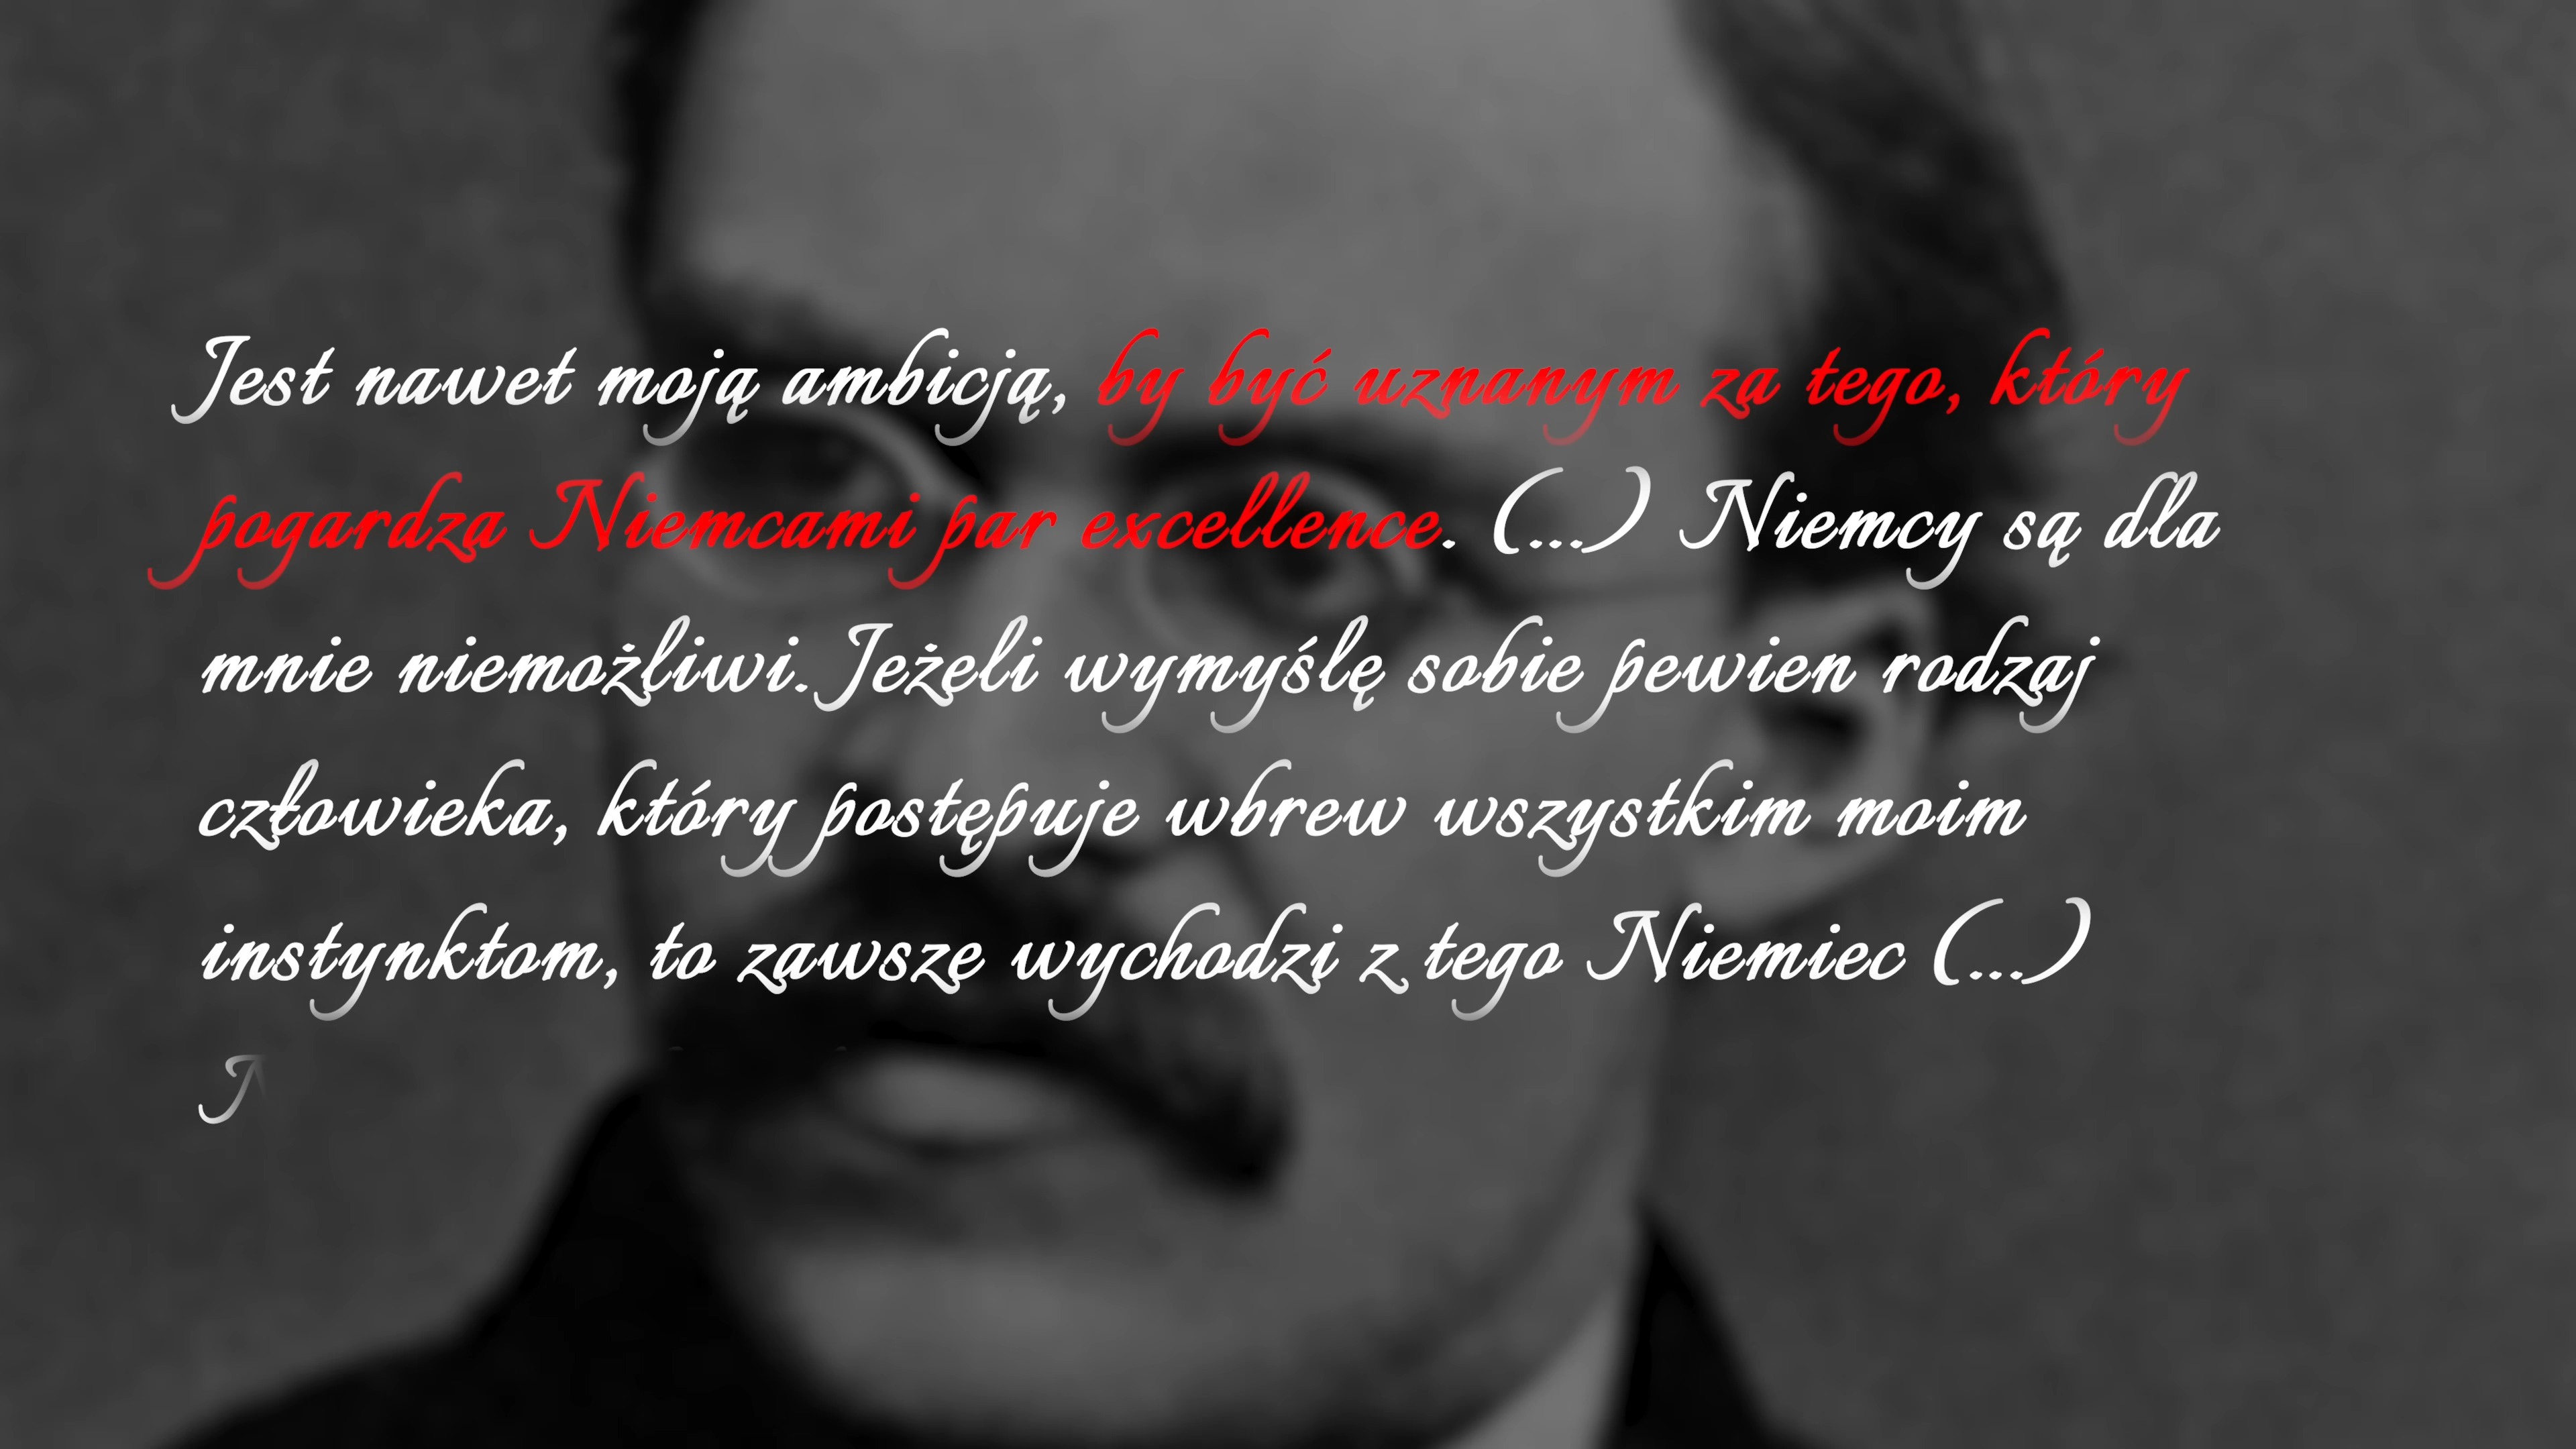 Jest nawet moją ambicją, by być uznanym za tego, który
pogardza Niemcami par excellence. (...) Niemcy są dla
mnie niemożliwi. Jeżeli wymyślę sobie pewien rodzaj
człowieka, który postępuje wbrew wszystkim moim
instynktom, to zawsze wychodzi z tego Niemiec (...)